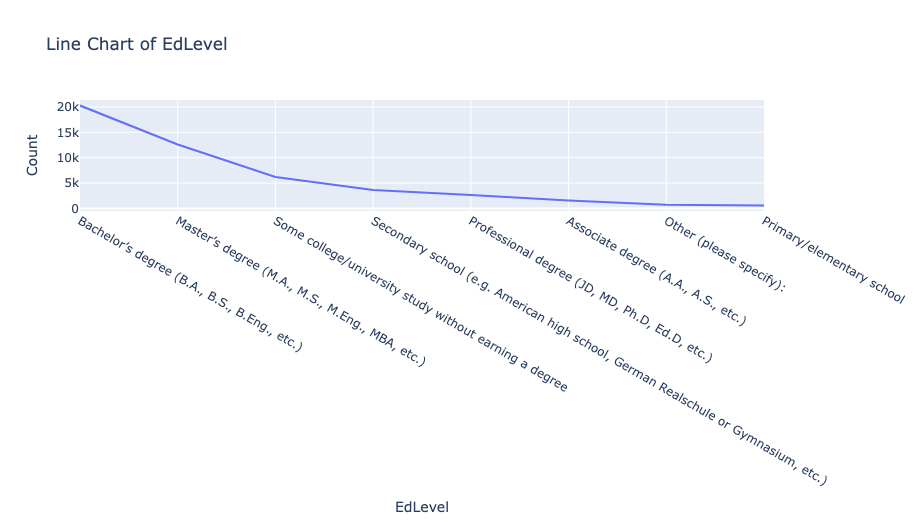 Line Chart of EdLevel
Count
20k
15k
10k
5k
0
Bachelor’s degree (B.A., B.S., B.Eng., etc.)
Master’s degree (M.A., M.S., M.Eng., MBA, etc.)
Some college/university study without earning a degree
Secondary school (e.g. American high school, German Realschule or Gymnasium, etc.)
Professional degree (JD, MD, Ph.D, Ed.D, etc.)
Associate degree (A.A., A.S., etc.)
Other (please specify):
Primary/elementary school
EdLevel